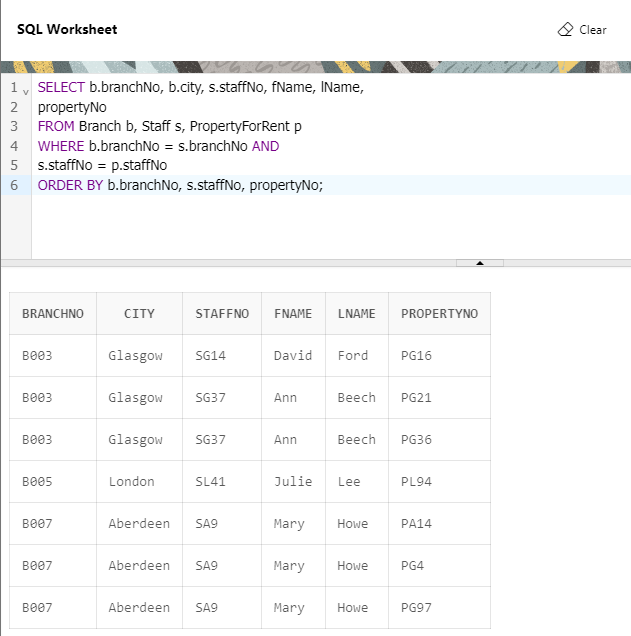 SQL Worksheet
Clear
1 SELECT b.branchNo, b.city, s.staffNo, fName, lName,
2 propertyNo
3 FROM Branch b, Staff s, PropertyForRent p
4 WHERE b.branchNo = s.branchNo AND
5 s.staffNo = p.staffNo
6 ORDER BY b.branchNo, s.staffNo, propertyNo;
BRANCHNO CITY STAFFNO FNAME LNAME PROPERTYNO
B003 Glasgow SG14 David Ford PG16
B003 Glasgow SG37 Ann Beech PG21
B003 Glasgow SG37 Ann Beech PG36
B005 London SL41 Julie Lee PL94
B007 Aberdeen SA9 Mary Howe PA14
B007 Aberdeen SA9 Mary Howe PG4
B007 Aberdeen SA9 Mary Howe PG97